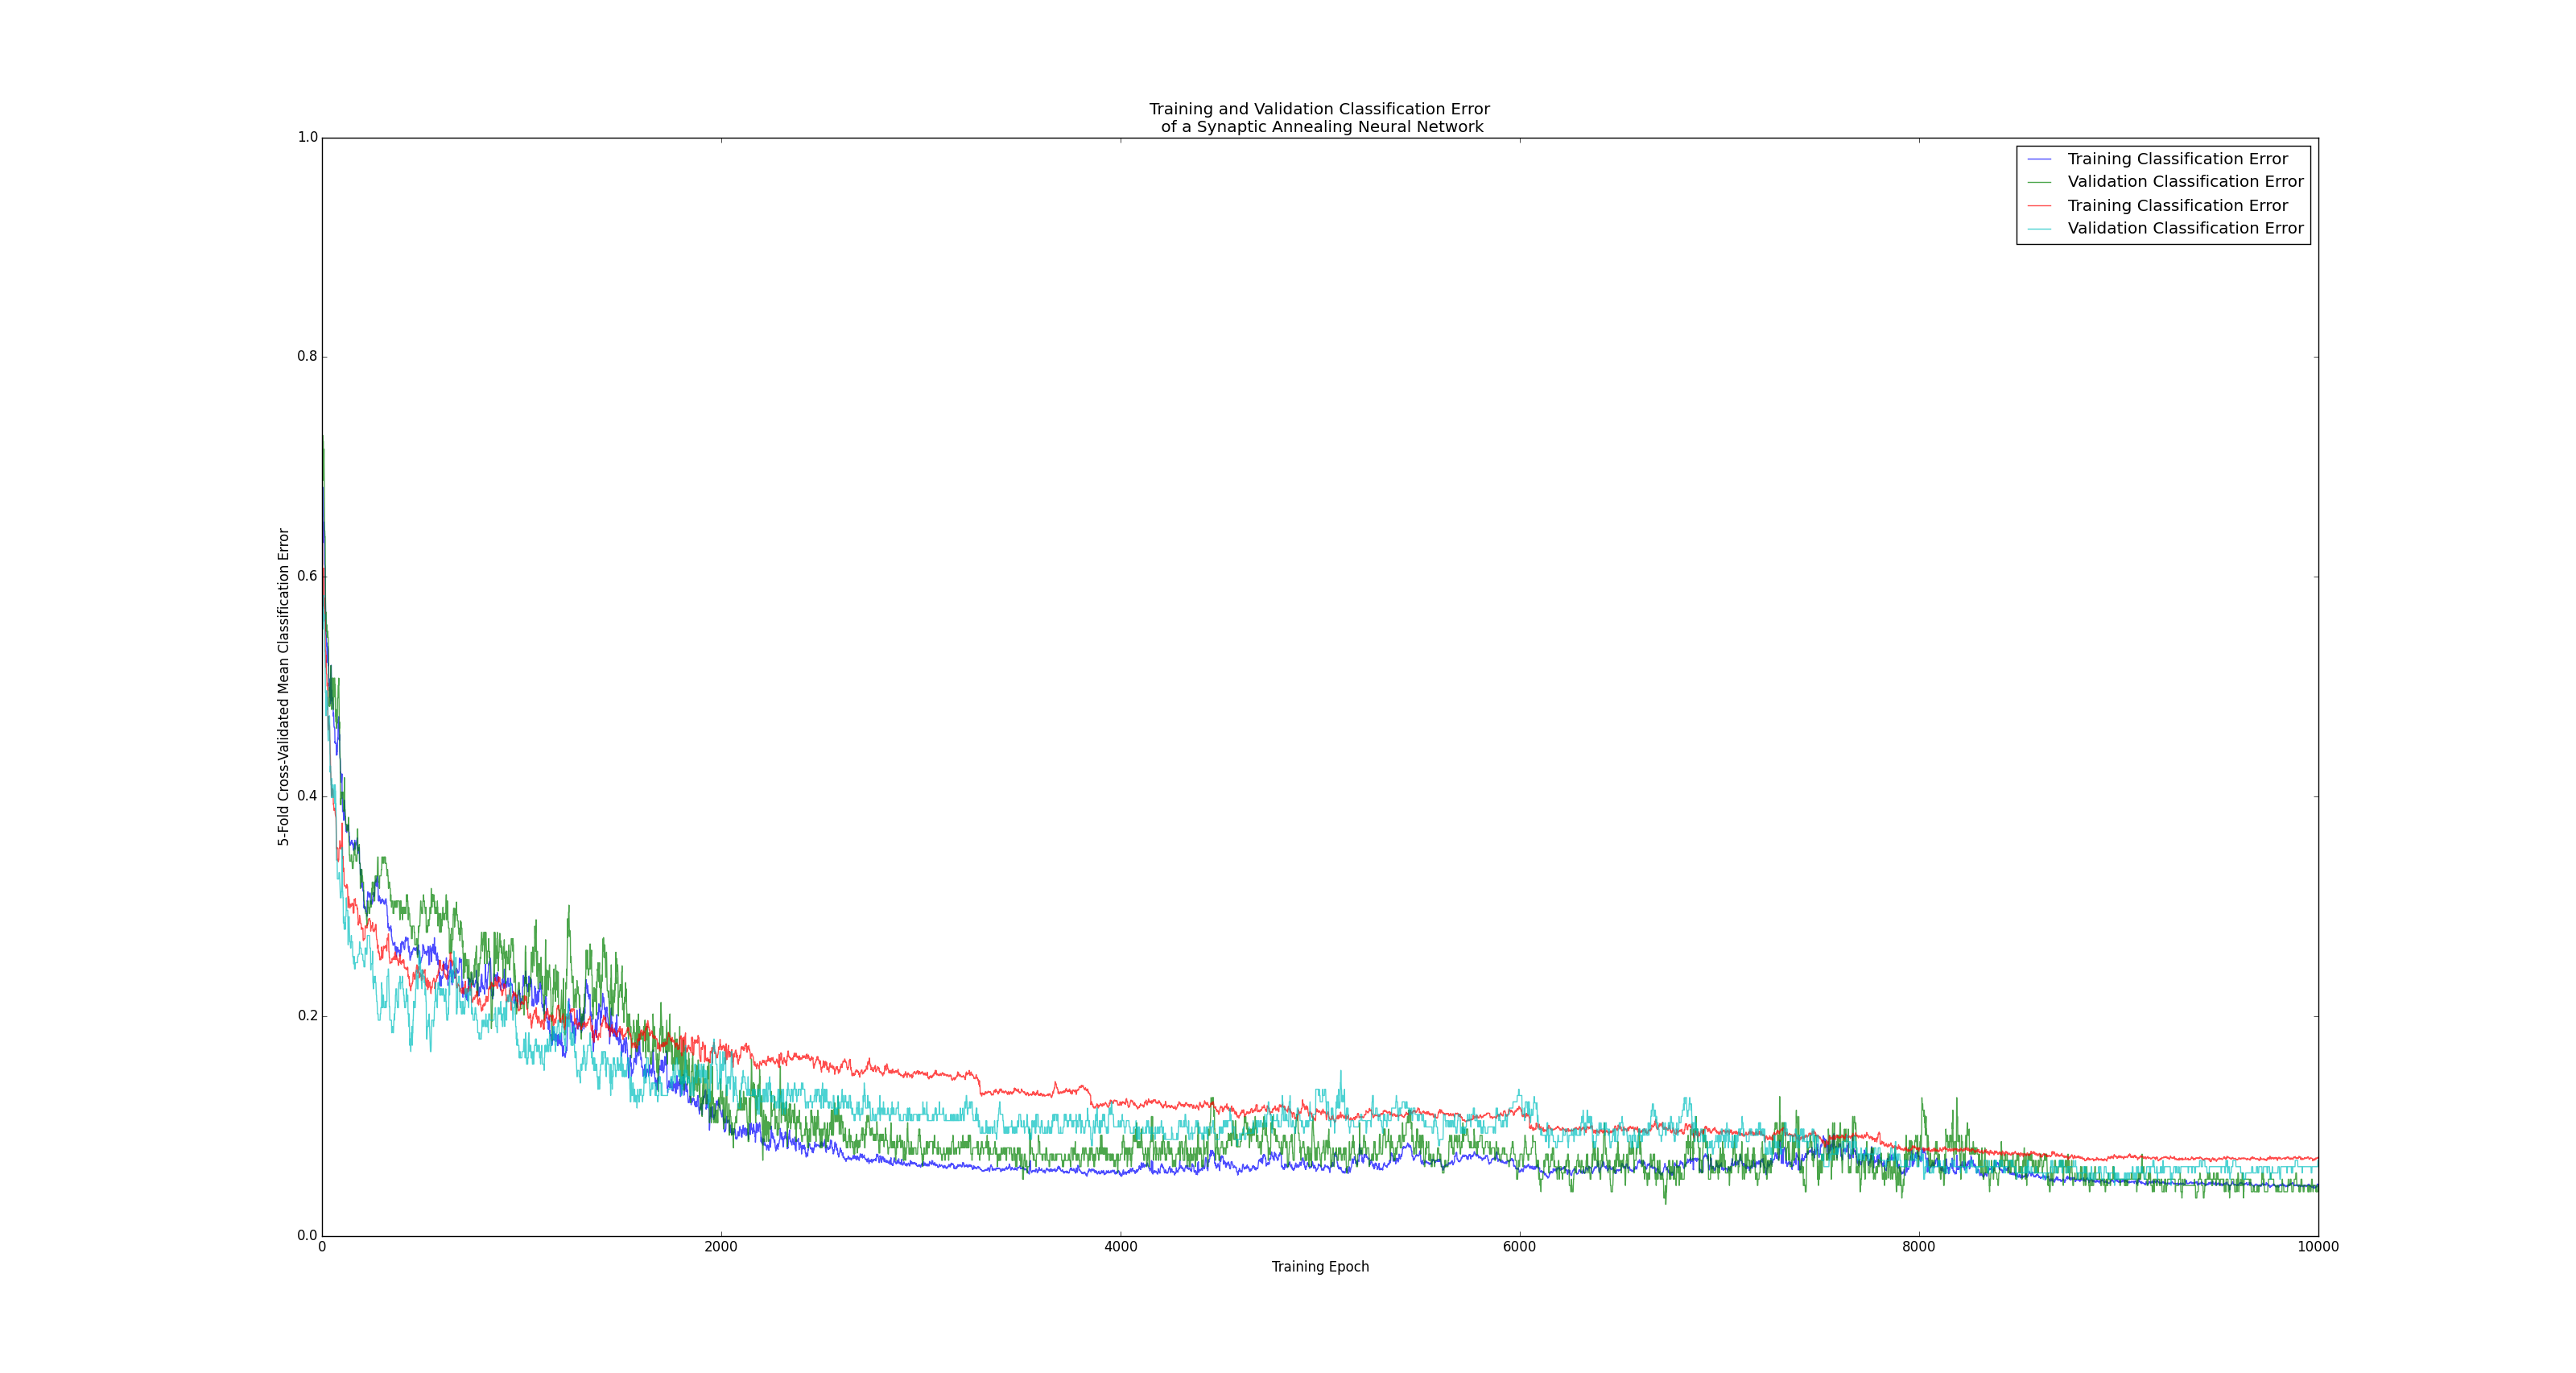 Training and Validation Classification Error
of a Synaptic Annealing Neural Network
1.0
0.8
0.6
0.4
0.2
0.0
5-Fold Cross-Validated Mean Classification Error
Training Classification Error
Validation Classification Error
Training Classification Error
Validation Classification Error
0 2000 4000 6000 8000 10000
Training Epoch